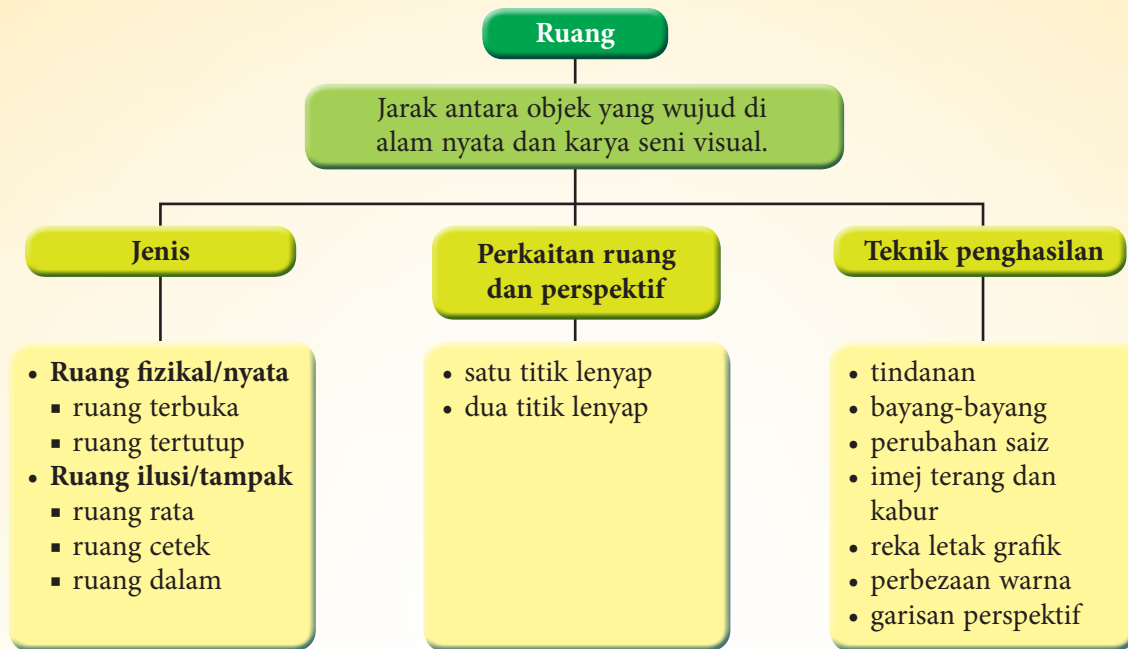 Ruang
Jarak antara objek yang wujud di
alam nyata dan karya seni visual.
Jenis
• Ruang fizikal/nyata
▪ ruang terbuka
▪ ruang tertutup
• Ruang ilusi/tampak
▪ ruang rata
▪ ruang cetek
▪ ruang dalam
Perkaitan ruang
dan perspektif
• satu titik lenyap
• dua titik lenyap
Teknik penghasilan
• tindanan
• bayang-bayang
• perubahan saiz
• imej terang dan
kabur
• reka letak grafik
• perbezaan warna
• garisan perspektif